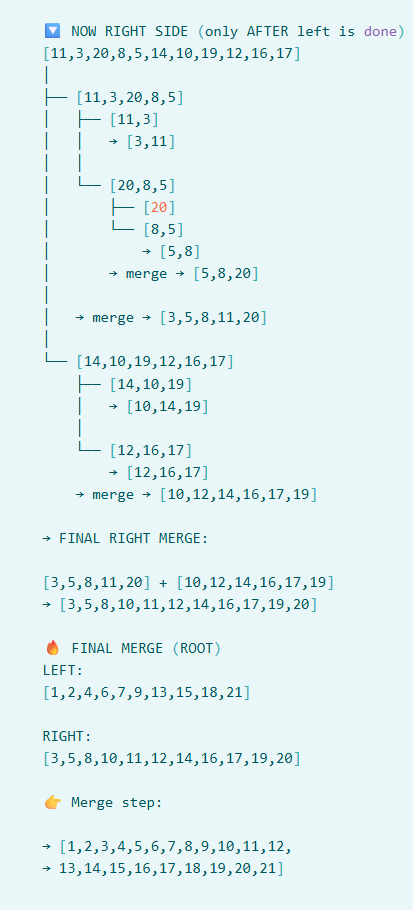 🔽 NOW RIGHT SIDE (only AFTER left is done)
[11,3,20,8,5,14,10,19,12,16,17]
│
├── [11,3,20,8,5]
│   ├── [11,3]
│   │   → [3,11]
│   │
│   └── [20,8,5]
│       ├── [20]
│       └── [8,5]
│           → [5,8]
│       → merge → [5,8,20]
│
│   → merge → [3,5,8,11,20]
│
└── [14,10,19,12,16,17]
    ├── [14,10,19]
    │   → [10,14,19]
    │
    └── [12,16,17]
        → [12,16,17]
    → merge → [10,12,14,16,17,19]
→ FINAL RIGHT MERGE:
[3,5,8,11,20] + [10,12,14,16,17,19]
→ [3,5,8,10,11,12,14,16,17,19,20]
🔥 FINAL MERGE (ROOT)
LEFT:
[1,2,4,6,7,9,13,15,18,21]
RIGHT:
[3,5,8,10,11,12,14,16,17,19,20]
👉 Merge step:
→ [1,2,3,4,5,6,7,8,9,10,11,12,
→ 13,14,15,16,17,18,19,20,21]